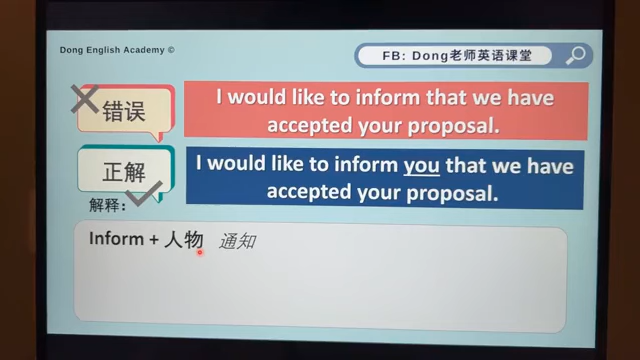 Dong English Academy ©
FB: Dong老师英语课堂
错误
I would like to inform that we have
accepted your proposal.
正解
I would like to inform you that we have
accepted your proposal.
解释：
Inform + 人物 通知